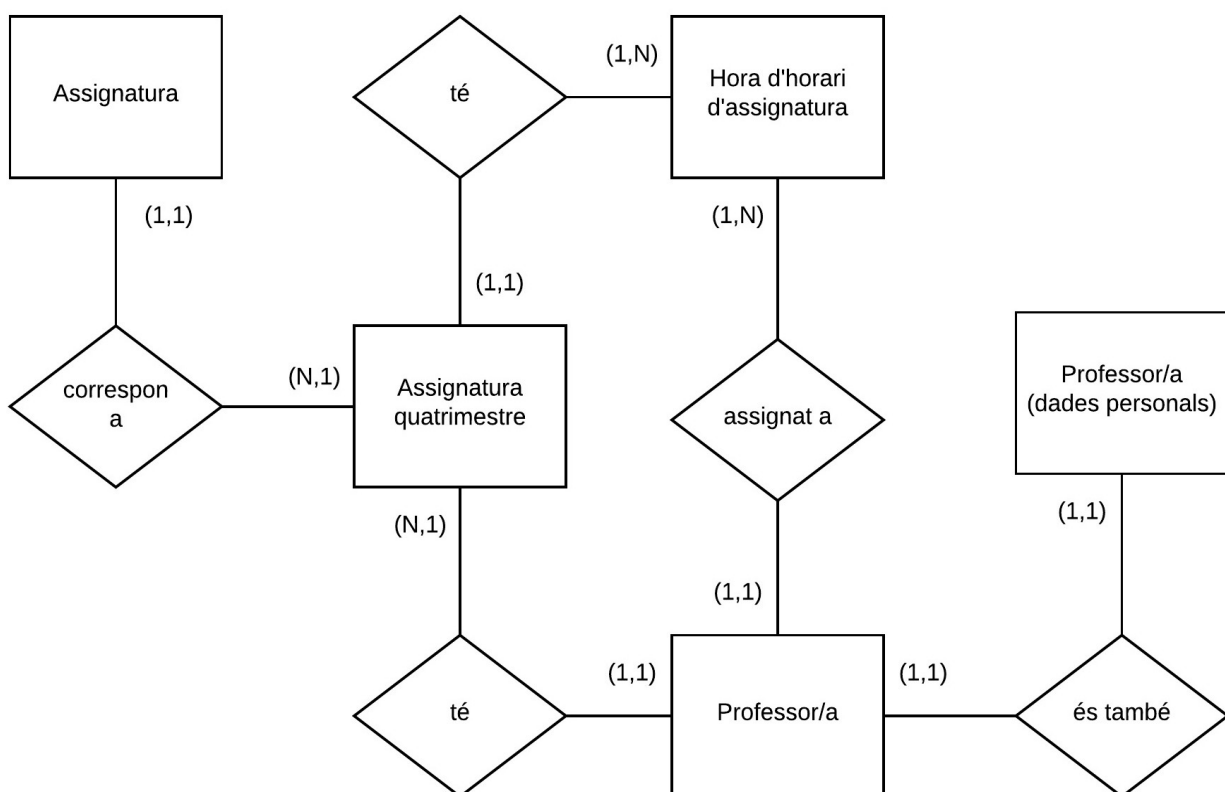 Assignatura
té
(1,N)
Hora d'horari
d'assignatura
(1,1)
(1,N)
(1,1)
correspon
a
(N,1)
Assignatura
quatrimestre
assignat a
Professor/a
(dades personals)
(N,1)
(1,1)
(1,1)
té
(1,1)
Professor/a
(1,1)
és també